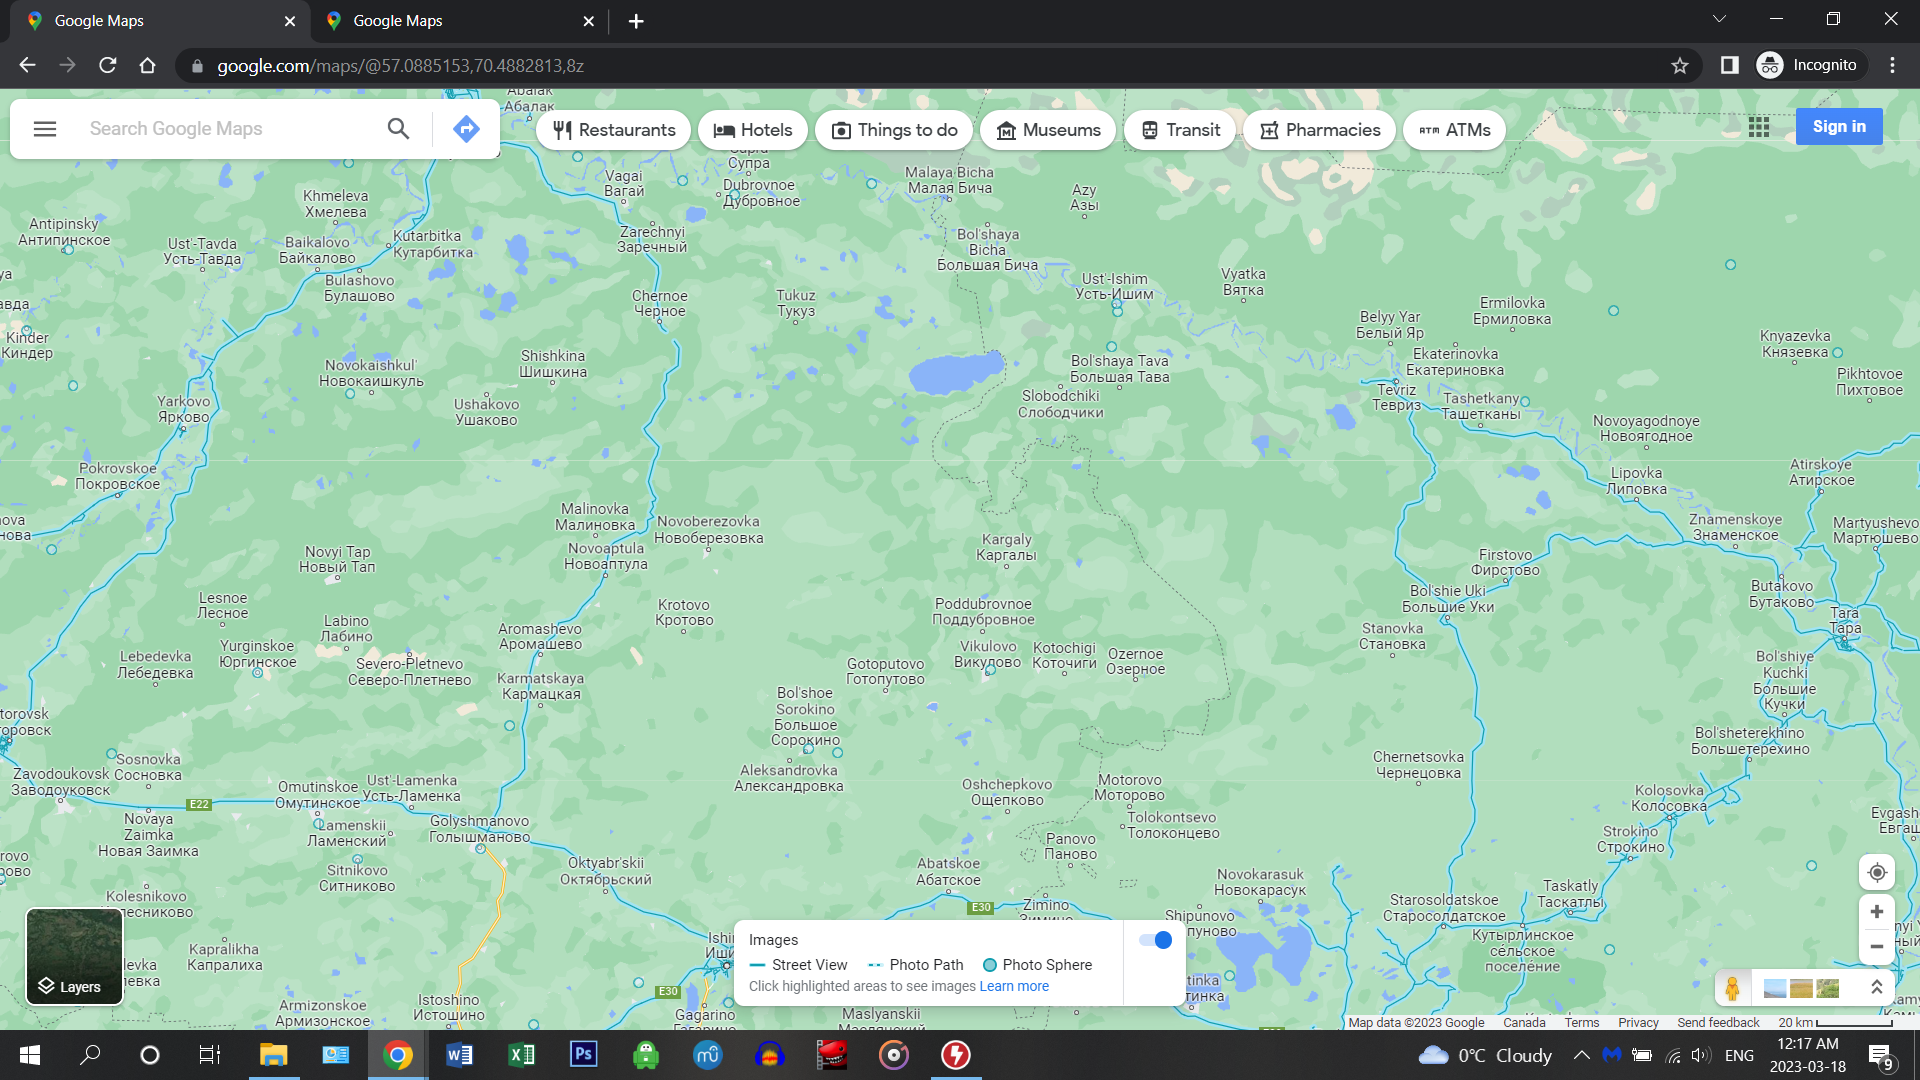 Google Maps
Google Maps
google.com/maps/@57.0885153,70.4882813,8z
Incognito
Search Google Maps
Restaurants
Hotels
Things to do
Museums
Transit
Pharmacies
ATM ATMs
Sign in
Abalak
Абалак
Супра
Vagai
Вагай
Dubrovnoe
Дубровное
Malaya Bicha
Малая Бича
Azy
Азы
Khmeleva
Хмелева
Antipinsky
Антипинское
Ust'-Tavda
Усть-Тавда
Baikalovo
Байкалово
Kutarbitka
Кутарбитка
Zarechnyi
Заречный
Bol'shaya
Bicha
Большая Бича
Bulashovo
Булашово
Chernoe
Черное
Tukuz
Тукуз
Ust'-Ishim
Усть-Ишим
Vyatka
Вятка
Ermilovka
Ермиловка
Belyy Yar
Белый Яр
Kinder
Киндер
Knyazevka
Князевка
Shishkina
Шишкина
Novokaishkul'
Новокаишкуль
Bol'shaya Tava
Большая Тава
Ekaterinovka
Екатериновка
Pikhtovoe
Пихтовое
Yarkovo
Ярково
Ushakovo
Ушаково
Slobodchiki
Слободчики
Tevriz
Тевриз
Tashetkany
Ташетканы
Novoyagodnoye
Новоягодное
Pokrovskoe
Покровское
Lipovka
Липовка
Atirskoye
Атирское
Malinovka
Малиновка
Novoberezovka
Новоберезовка
Znamenskoye
Знаменское
Martyushevo
Мартюшево
Novyi Tap
Новый Тап
Novoaptula
Новоаптула
Kargaly
Каргалы
Firstovo
Фирстово
Lesnoe
Лесное
Labino
Лабино
Krotovo
Кротово
Poddubrovnoe
Поддубровное
Bol'shie Uki
Большие Уки
Butakovo
Бутаково
Tara
Тара
Yurginskoe
Юргинское
Aromashevo
Аромашево
Vikulovo
Викулово
Kotochigi
Коточиги
Ozernoe
Озерное
Stanovka
Становка
Lebedevka
Лебедевка
Severo-Pletnevo
Северо-Плетнево
Karmatskaya
Кармацкая
Gotoputovo
Готопутово
Bol'shoe
Sorokino
Большое
Сорокино
Bol'shiye
Kuchki
Большие
Кучки
torovsk
горовск
Bol'sheterekhino
Большетерехино
Sosnovka
Сосновка
Zavodoukovsk
Заводоуковск
Omutinskoe
Омутинское
Ust'-Lamenka
Усть-Ламенка
Aleksandrovka
Александровка
Oshchepkovo
Ощепково
Motorovo
Моторово
Chernetsovka
Чернецовка
Kolosovka
Колосовка
E22
Novaya
Zaimka
Новая Заимка
Lamenskii
Ламенский
Golyshmanovo
Голышманово
Tolokontsevo
Толоконцево
Panovo
Паново
Strokino
Строкино
Sitnikovo
Ситниково
Oktyabr'skii
Октябрьский
Abatskoe
Абатское
Novokarasuk
Новокарасук
Kolesnikovo
Starosoldatskoe
Старосолдатское
Taskatly
Таскатлы
E30
Zimino
Shipunovo
Кутырлинское
сельское
поселение
Kapralikha
Капралиха
E30
Armizonskoe
Армизонское
Istoshino
Истошино
Gagarino
Maslyanskii
Layers
Images
Street View
Photo Path
Photo Sphere
Click highlighted areas to see images Learn more
Map data ©2023 Google
Canada
Terms
Privacy
Send feedback
20 km
0°C Cloudy
ENG
12:17 AM
2023-03-18
9